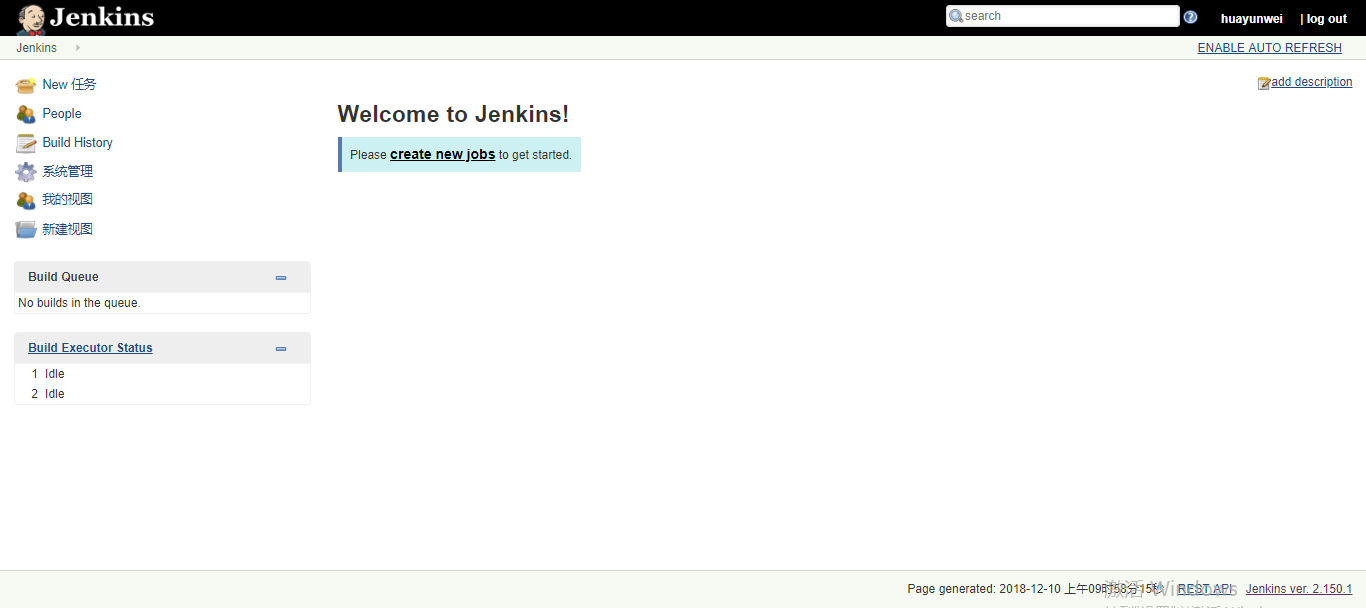 Jenkins
search
huayunwei
| log out
Jenkins
ENABLE AUTO REFRESH
New 任务
People
Build History
系统管理
我的视图
新建视图
add description
Welcome to Jenkins!
Please create new jobs to get started.
Build Queue
No builds in the queue.
Build Executor Status
1 Idle
2 Idle
Page generated: 2018-12-10 上午09时58分15秒 REST API Jenkins ver. 2.150.1
激活 Windows